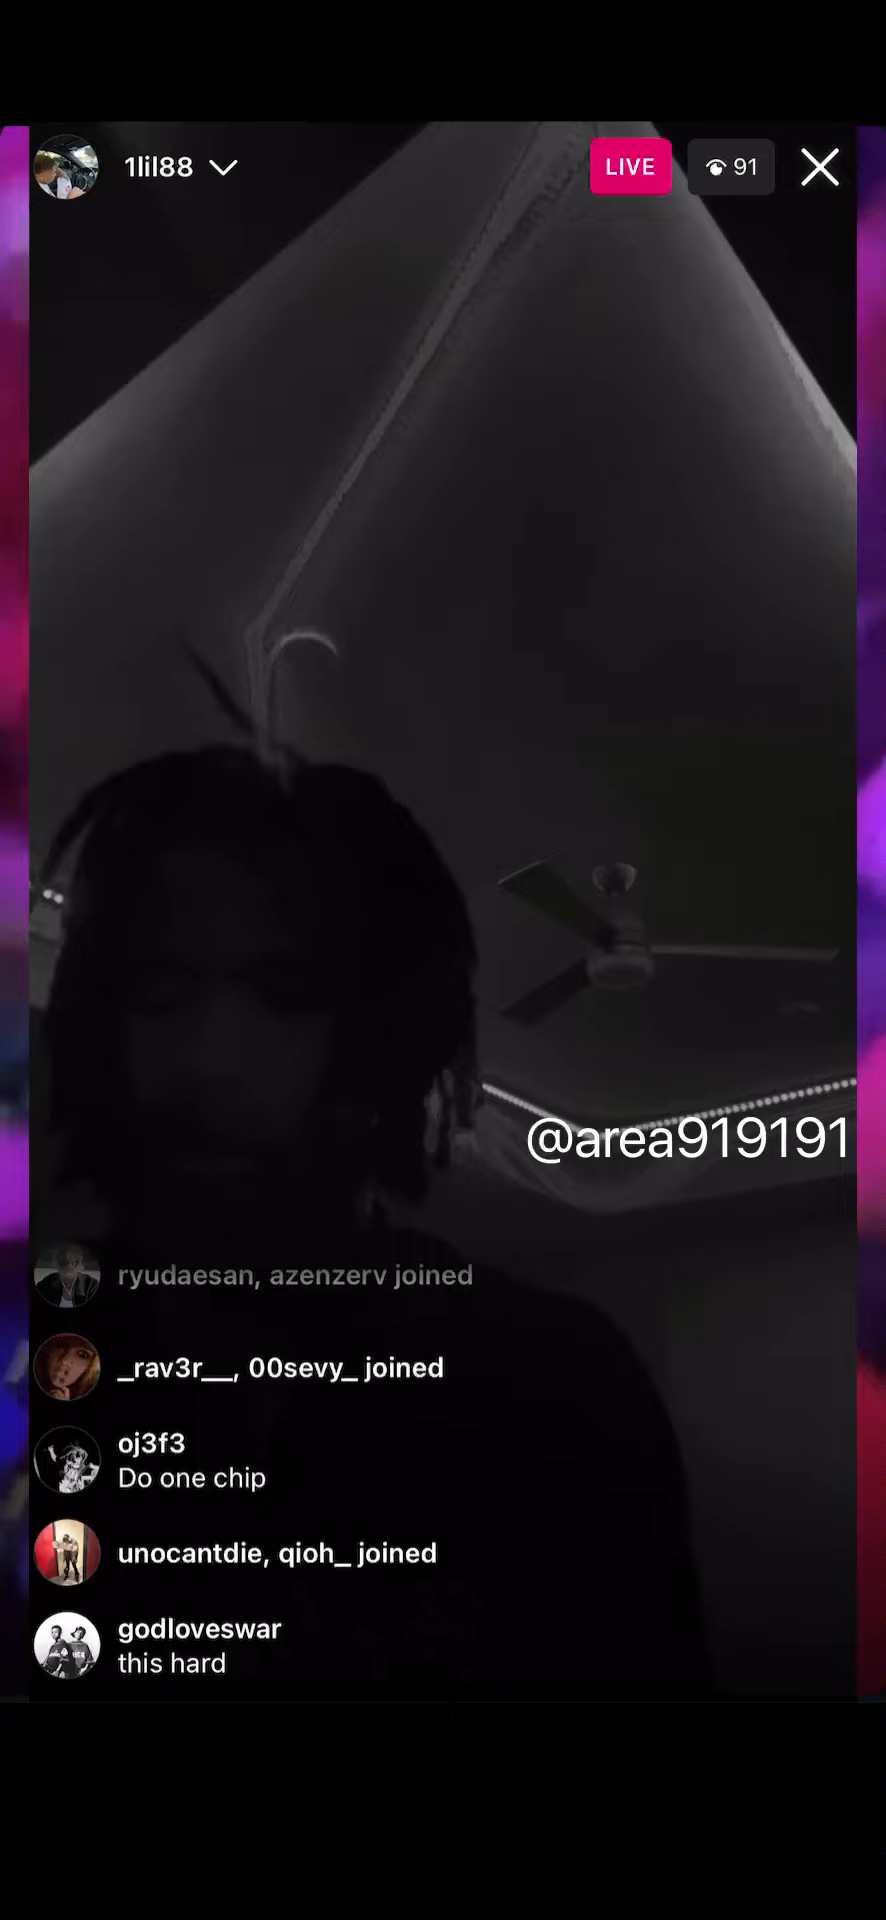 1lil88
LIVE
91
@area919191
ryudaesan, azenzerv joined
_rav3r__, 00sevy_ joined
oj3f3
Do one chip
unocantdie, qioh_ joined
godloveswar
this hard